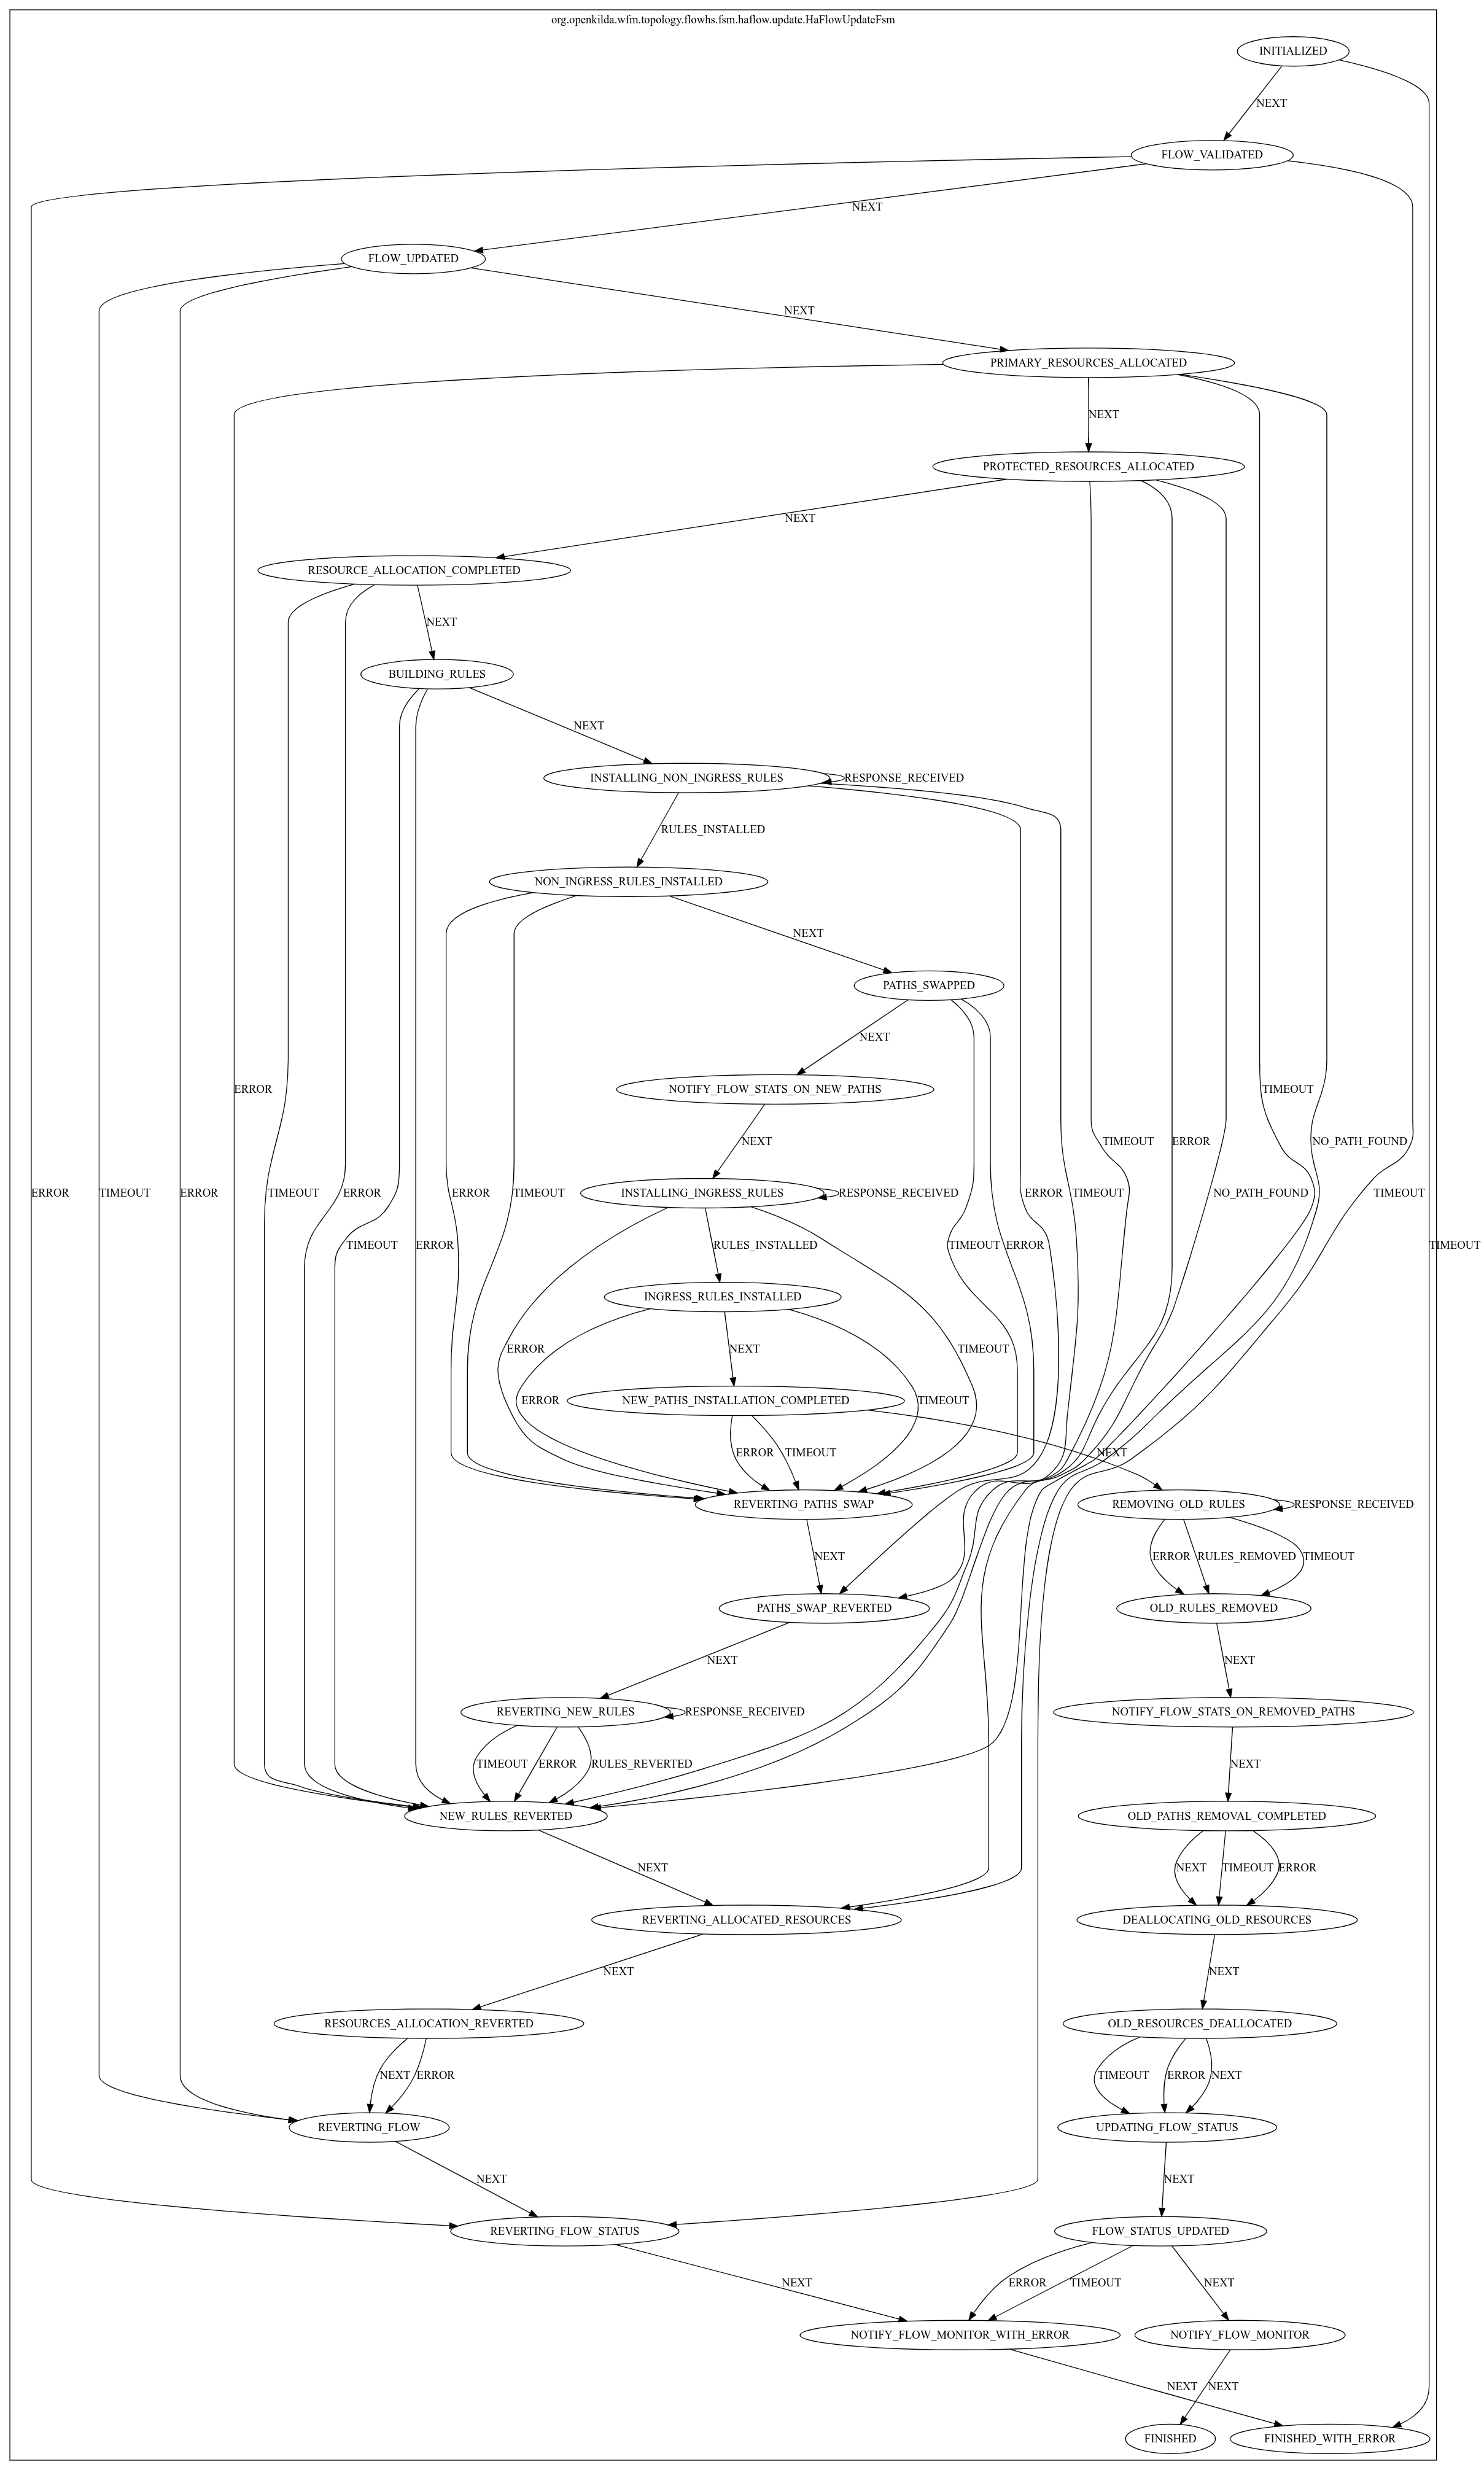 org.openkilda.wfm.topology.flowhs.fsm.haflow.update.HaFlowUpdateFsm
INITIALIZED
NEXT
FLOW_VALIDATED
NEXT
FLOW_UPDATED
NEXT
PRIMARY_RESOURCES_ALLOCATED
NEXT
PROTECTED_RESOURCES_ALLOCATED
NEXT
RESOURCE_ALLOCATION_COMPLETED
NEXT
BUILDING_RULES
NEXT
INSTALLING_NON_INGRESS_RULES
RESPONSE_RECEIVED
RULES_INSTALLED
NON_INGRESS_RULES_INSTALLED
NEXT
PATHS_SWAPPED
NEXT
ERROR
NOTIFY_FLOW_STATS_ON_NEW_PATHS
TIMEOUT
NEXT
TIMEOUT
ERROR
NO_PATH_FOUND
ERROR
TIMEOUT
ERROR
TIMEOUT
ERROR
ERROR
TIMEOUT
INSTALLING_INGRESS_RULES
RESPONSE_RECEIVED
ERROR
TIMEOUT
NO_PATH_FOUND
TIMEOUT
TIMEOUT
ERROR
RULES_INSTALLED
TIMEOUT
ERROR
TIMEOUT
INGRESS_RULES_INSTALLED
ERROR
NEXT
TIMEOUT
ERROR
NEW_PATHS_INSTALLATION_COMPLETED
TIMEOUT
ERROR
TIMEOUT
NEXT
REVERTING_PATHS_SWAP
REMOVING_OLD_RULES
RESPONSE_RECEIVED
NEXT
ERROR
RULES_REMOVED
TIMEOUT
PATHS_SWAP_REVERTED
OLD_RULES_REMOVED
NEXT
NEXT
REVERTING_NEW_RULES
RESPONSE_RECEIVED
NOTIFY_FLOW_STATS_ON_REMOVED_PATHS
TIMEOUT
ERROR
RULES_REVERTED
NEXT
NEW_RULES_REVERTED
OLD_PATHS_REMOVAL_COMPLETED
NEXT
NEXT
TIMEOUT
ERROR
REVERTING_ALLOCATED_RESOURCES
DEALLOCATING_OLD_RESOURCES
NEXT
NEXT
RESOURCES_ALLOCATION_REVERTED
OLD_RESOURCES_DEALLOCATED
NEXT
ERROR
TIMEOUT
ERROR
NEXT
REVERTING_FLOW
UPDATING_FLOW_STATUS
NEXT
NEXT
REVERTING_FLOW_STATUS
FLOW_STATUS_UPDATED
NEXT
ERROR
TIMEOUT
NEXT
NOTIFY_FLOW_MONITOR_WITH_ERROR
NOTIFY_FLOW_MONITOR
NEXT
NEXT
FINISHED
FINISHED_WITH_ERROR